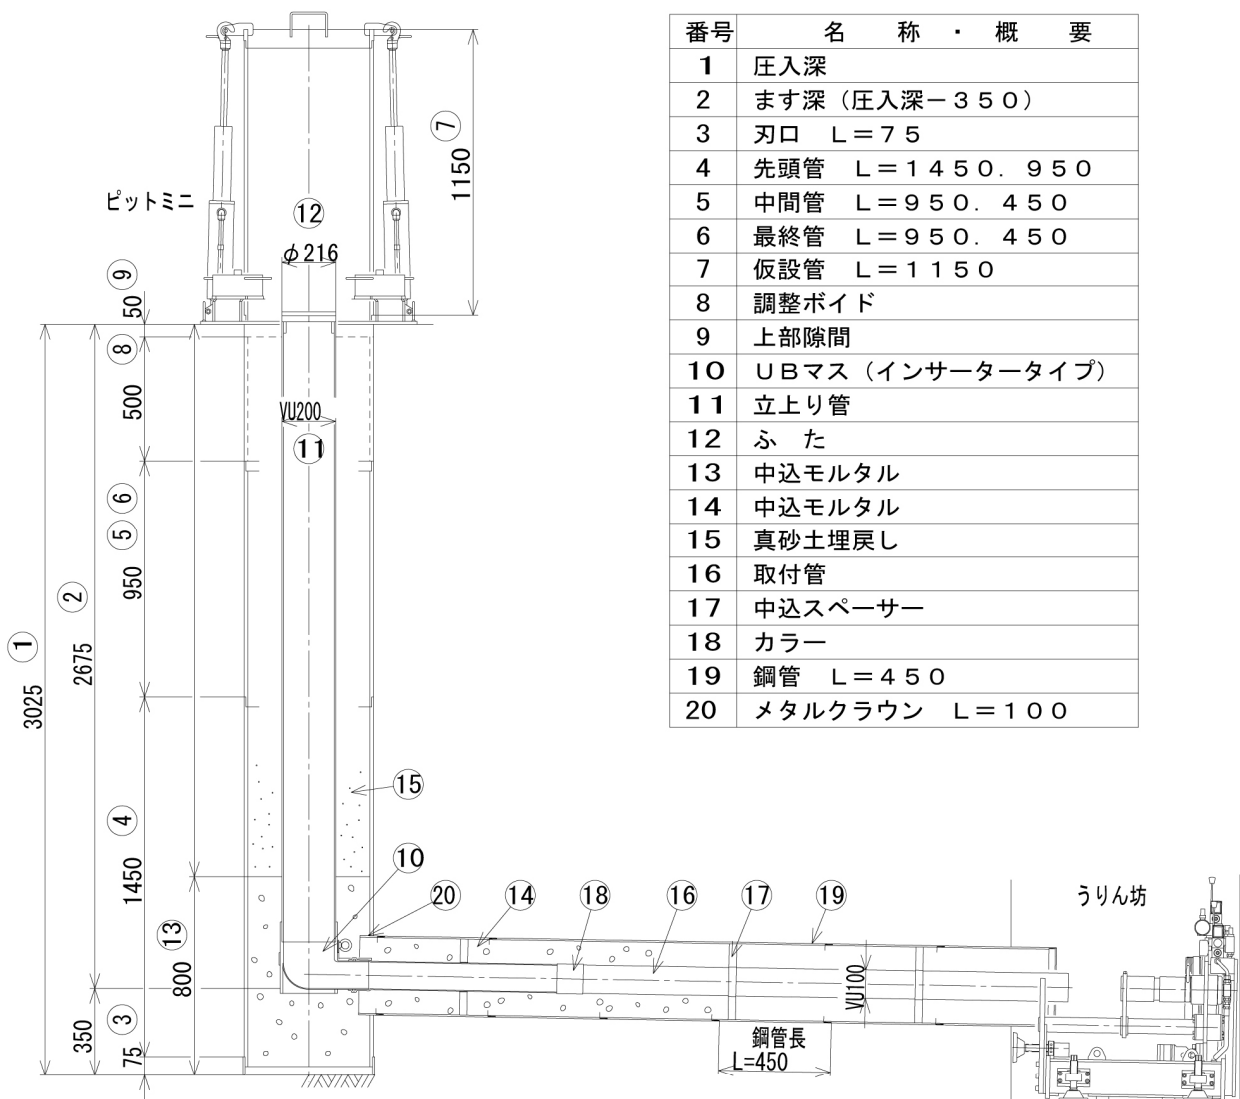 番号 名 称 ・ 概 要
1 圧入深
2 ます深（圧入深－３５０）
3 刃口 Ｌ＝７５
4 先頭管 Ｌ＝１４５０．９５０
5 中間管 Ｌ＝９５０．４５０
6 最終管 Ｌ＝９５０．４５０
7 仮設管 Ｌ＝１１５０
8 調整ボイド
9 上部隙間
10 ＵＢマス（インサータータイプ）
11 立上り管
12 ふ た
13 中込モルタル
14 中込モルタル
15 真砂土埋戻し
16 取付管
17 中込スペーサー
18 カラー
19 鋼管 Ｌ＝４５０
20 メタルクラウン Ｌ＝１００
ピットミニ
7
1150
12
φ216
9
50
8
500
VU200
11
6
5
950
2
2675
1
3025
4
1450
15
10
13
800
3
350
75
20
14
18
16
17
19
うりん坊
VU100
鋼管長
L=450